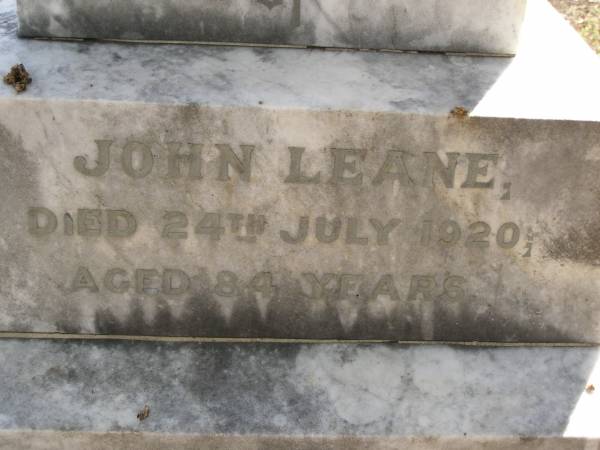 JOHN LEANE,
DIED 24TH JULY 1920,
AGED 84 YEARS